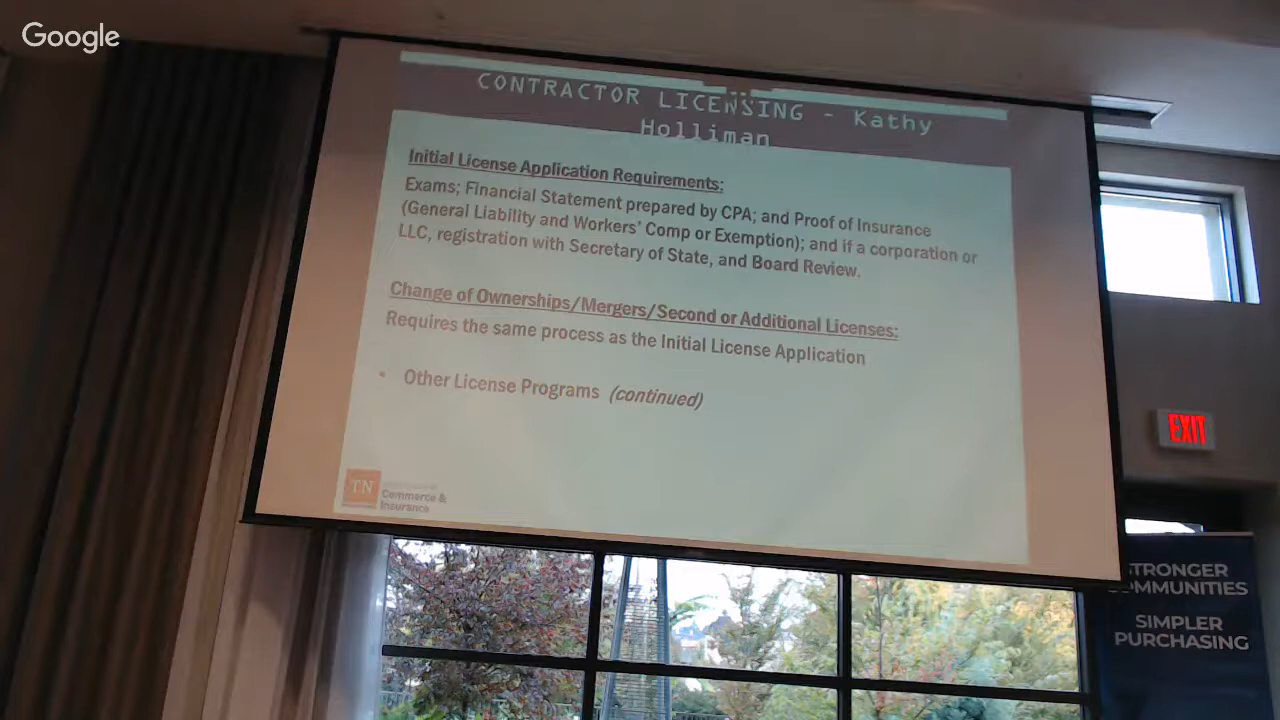 Google
CONTRACTOR LICENSING - Kathy
Holliman
Initial License Application Requirements:
Exams; Financial Statement prepared by CPA; and Proof of Insurance
(General Liability and Workers' Comp or Exemption); and if a corporation or
LLC, registration with Secretary of State, and Board Review.
Change of Ownerships/Mergers/Second or Additional Licenses:
Requires the same process as the Initial License Application
• Other License Programs (continued)
TN
Commerce &
Insurance
EXIT
STRONGER
COMMUNITIES
SIMPLER
PURCHASING